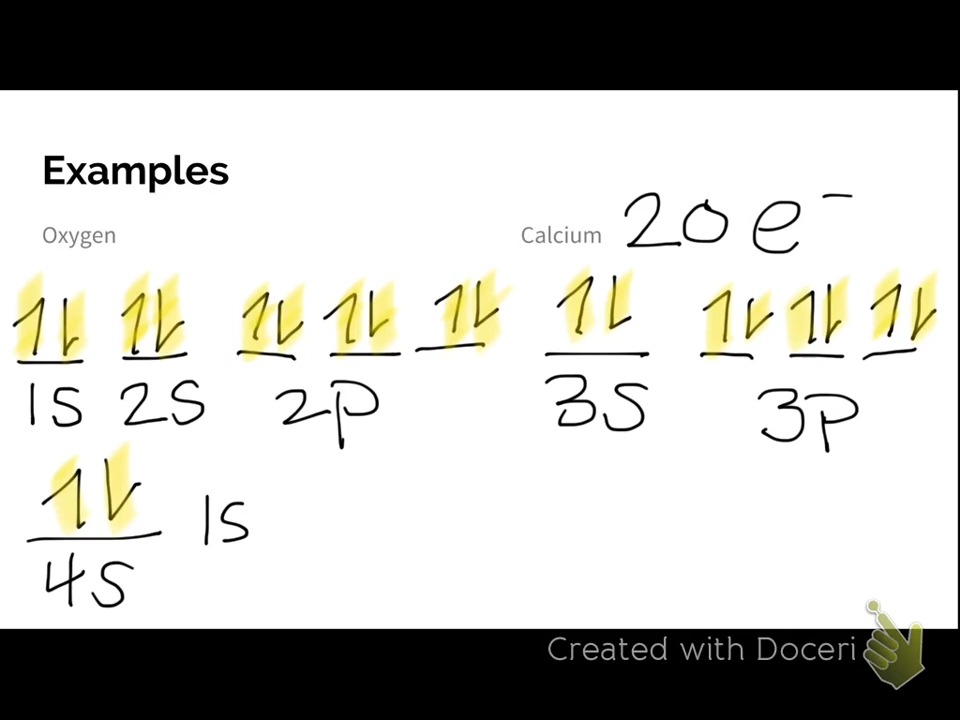 Examples
Oxygen
Calcium 20 e⁻
1s 2s 2p 3s 3p
4s 1s
Created with Doceri